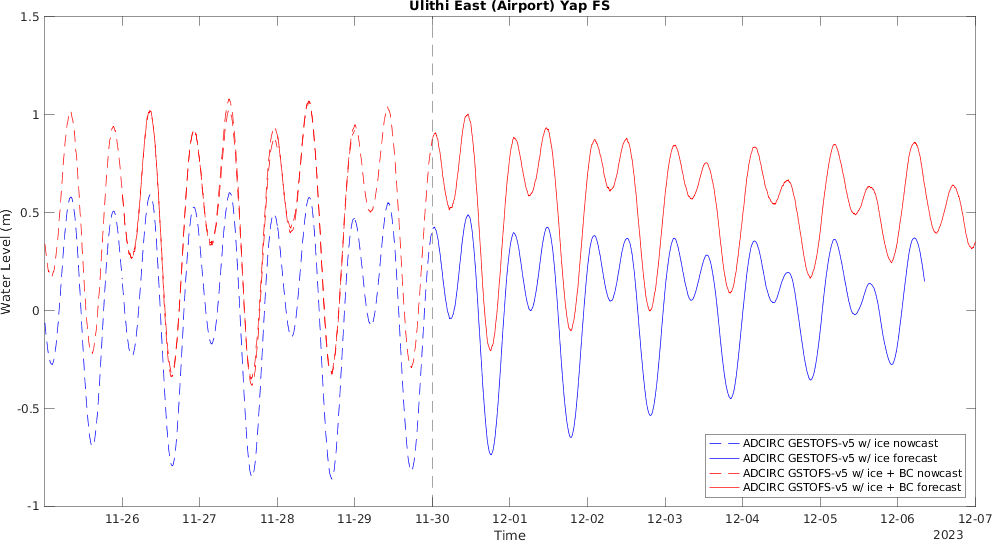 Ulithi East (Airport) Yap FS
Water Level (m)
1.5
1
0.5
0
-0.5
-1
11-26
11-27
11-28
11-29
11-30
12-01
12-02
12-03
12-04
12-05
12-06
12-07
Time
2023
ADCIRC GESTOFS-v5 w/ ice nowcast
ADCIRC GESTOFS-v5 w/ ice forecast
ADCIRC GSTOFS-v5 w/ ice + BC nowcast
ADCIRC GSTOFS-v5 w/ ice + BC forecast